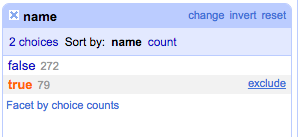 name change invert reset
2 choices Sort by: name count
false 272
true 79 exclude
Facet by choice counts